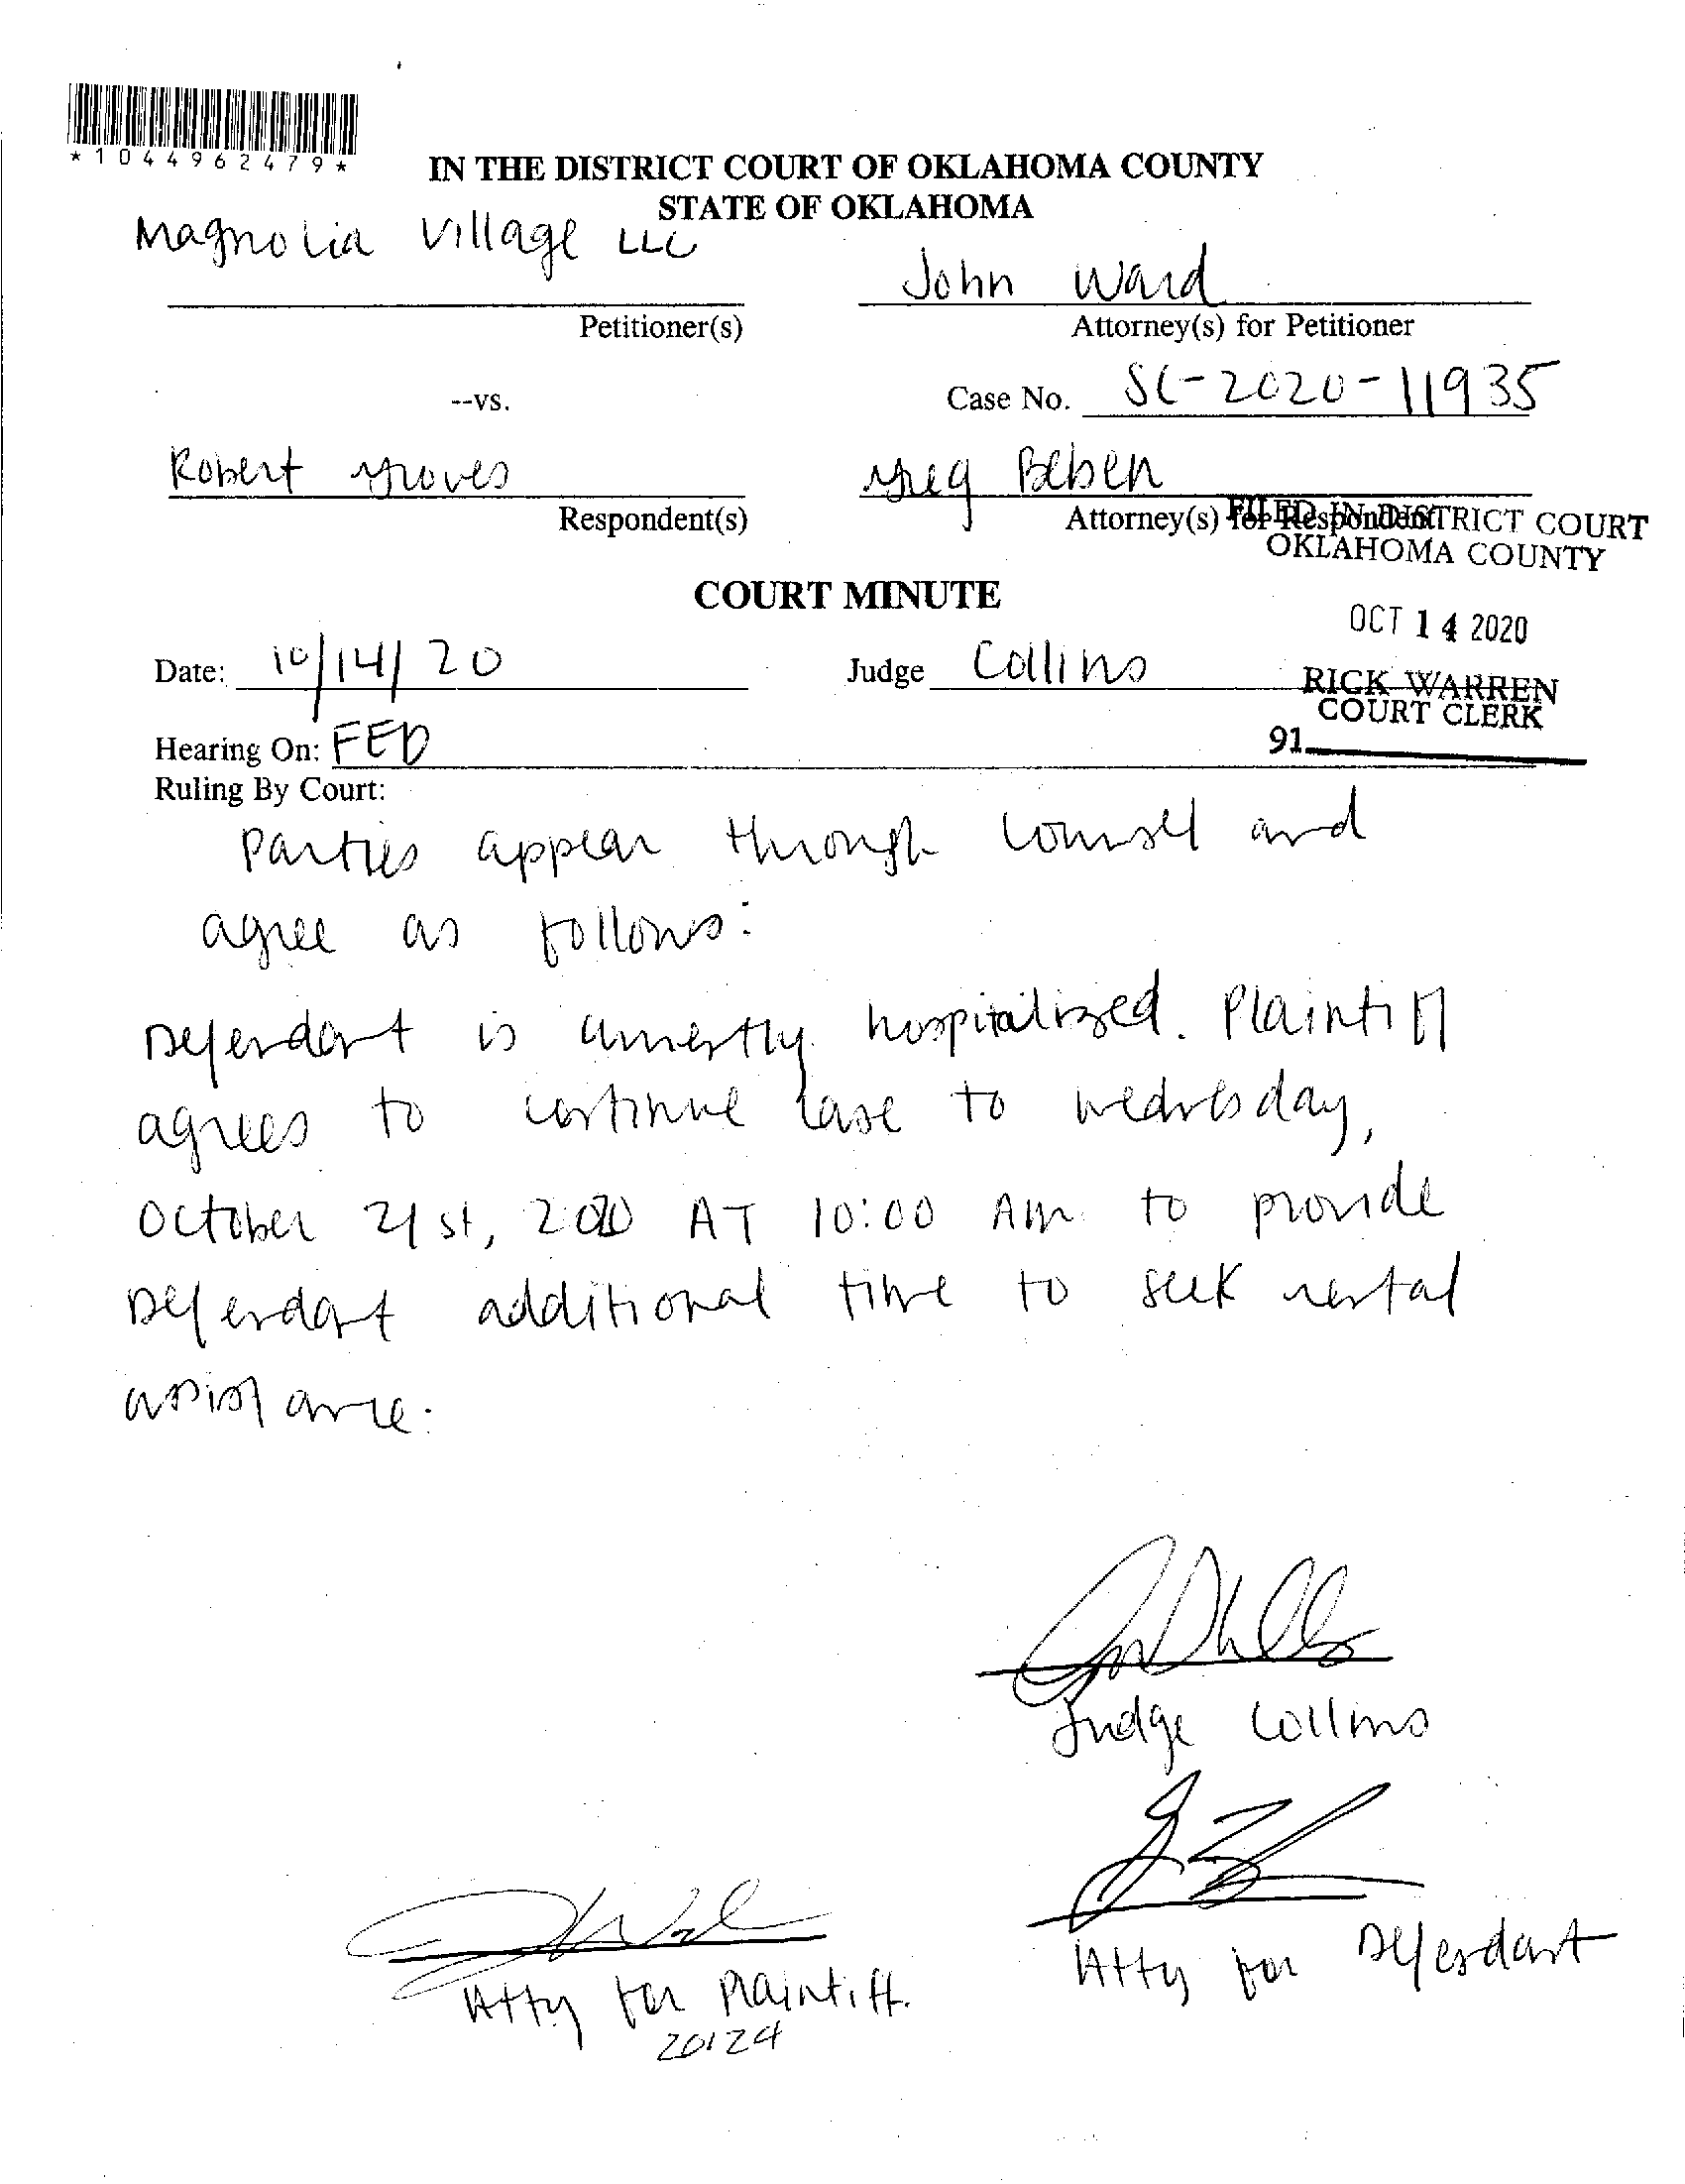 *1044962479*
IN THE DISTRICT COURT OF OKLAHOMA COUNTY
STATE OF OKLAHOMA
Magnolia Village LLC
Petitioner(s)
John Ward
Attorney(s) for Petitioner
--vs.
Case No. SC-2020-11935
Robert Groves
Respondent(s)
Greg Beben
Attorney(s) for Respondent
FILED IN DISTRICT COURT
OKLAHOMA COUNTY
COURT MINUTE
OCT 14 2020
Date: 10/14/20
Judge Collins
RICK WARREN
COURT CLERK
91
Hearing On: FED
Ruling By Court:
Parties appear through counsel and
agree as follows:
Defendant is currently hospitalized. Plaintiff
agrees to continue case to Wednesday,
October 21st, 2020 AT 10:00 Am to provide
Defendant additional time to seek rental
assistance.
Judge Collins
Atty for Defendant
Atty for Plaintiff.
20124